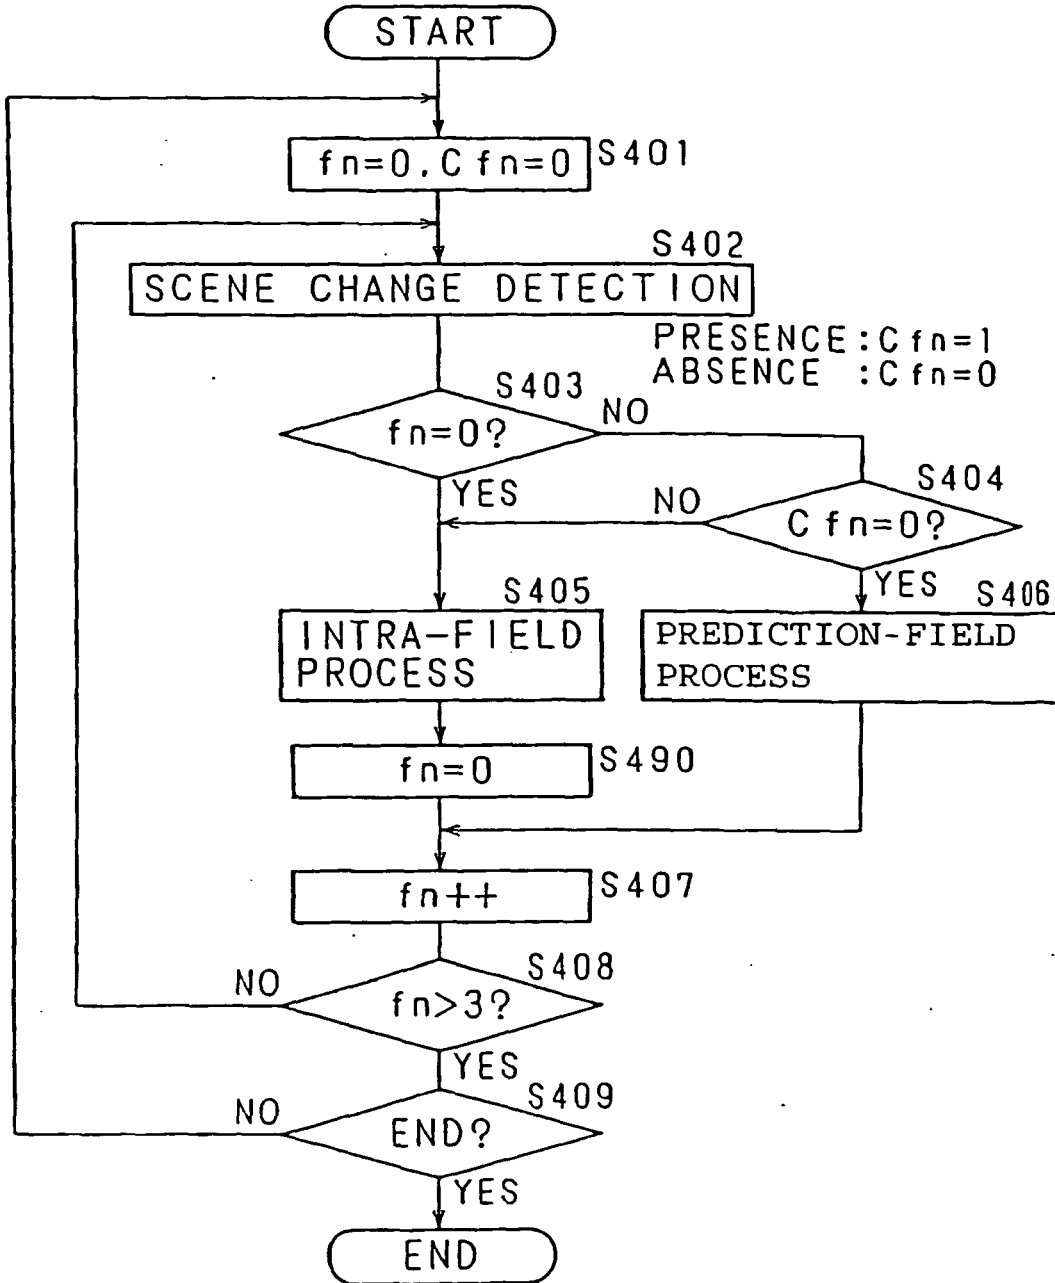 START
fn=0.Cfn=0
S401
S402
SCENE CHANGE DETECTION
PRESENCE:Cfn=1
ABSENCE :Cfn=0
S403
fn=0?
NO
YES
S404
NO
Cfn=0?
YES
S405
INTRA-FIELD
PROCESS
S406
PREDICTION-FIELD
PROCESS
fn=0
S490
fn++
S407
S408
NO
fn>3?
YES
S409
NO
END?
YES
END